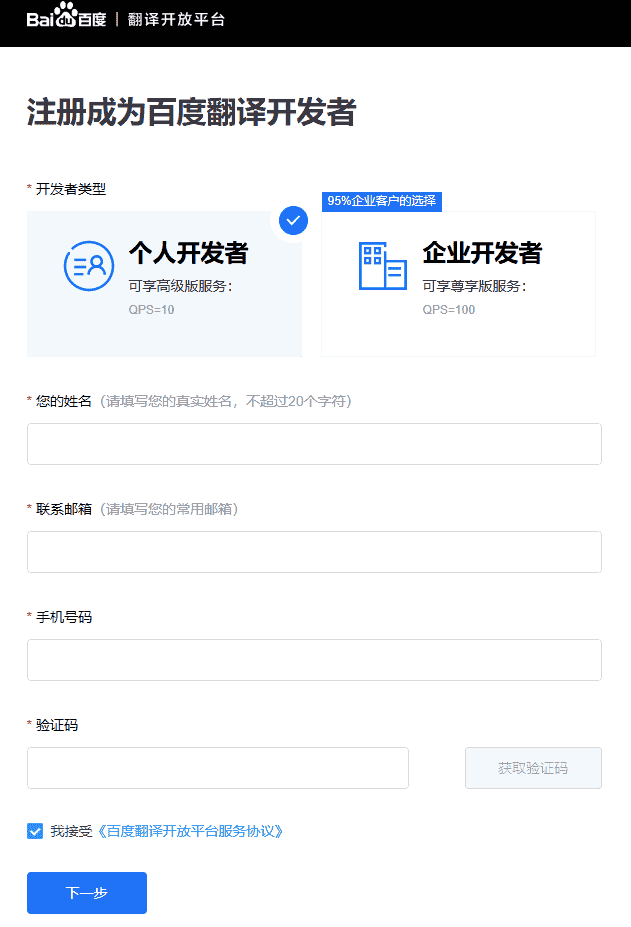 Baidu百度 | 翻译开放平台
注册成为百度翻译开发者
* 开发者类型
95%企业客户的选择
个人开发者
可享高级版服务：
QPS=10
企业开发者
可享尊享版服务：
QPS=100
* 您的姓名（请填写您的真实姓名，不超过20个字符）
* 联系邮箱（请填写您的常用邮箱）
* 手机号码
* 验证码
获取验证码
我接受《百度翻译开放平台服务协议》
下一步